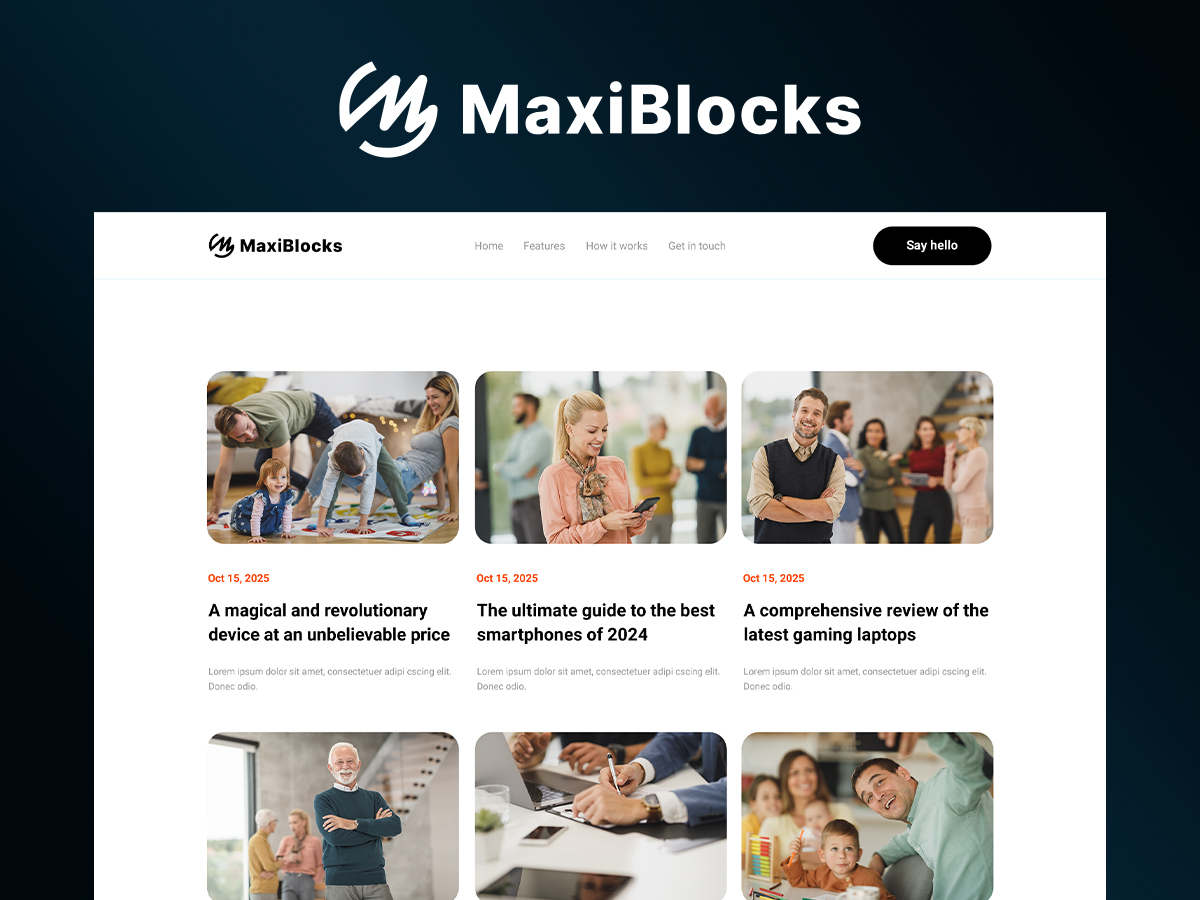 MaxiBlocks
MaxiBlocks
Home
Features
How it works
Get in touch
Say hello
Oct 15, 2025
A magical and revolutionary
device at an unbelievable price
Lorem ipsum dolor sit amet, consectetuer adipi cscing elit.
Donec odio.
Oct 15, 2025
The ultimate guide to the best
smartphones of 2024
Lorem ipsum dolor sit amet, consectetuer adipi cscing elit.
Donec odio.
Oct 15, 2025
A comprehensive review of the
latest gaming laptops
Lorem ipsum dolor sit amet, consectetuer adipi cscing elit.
Donec odio.